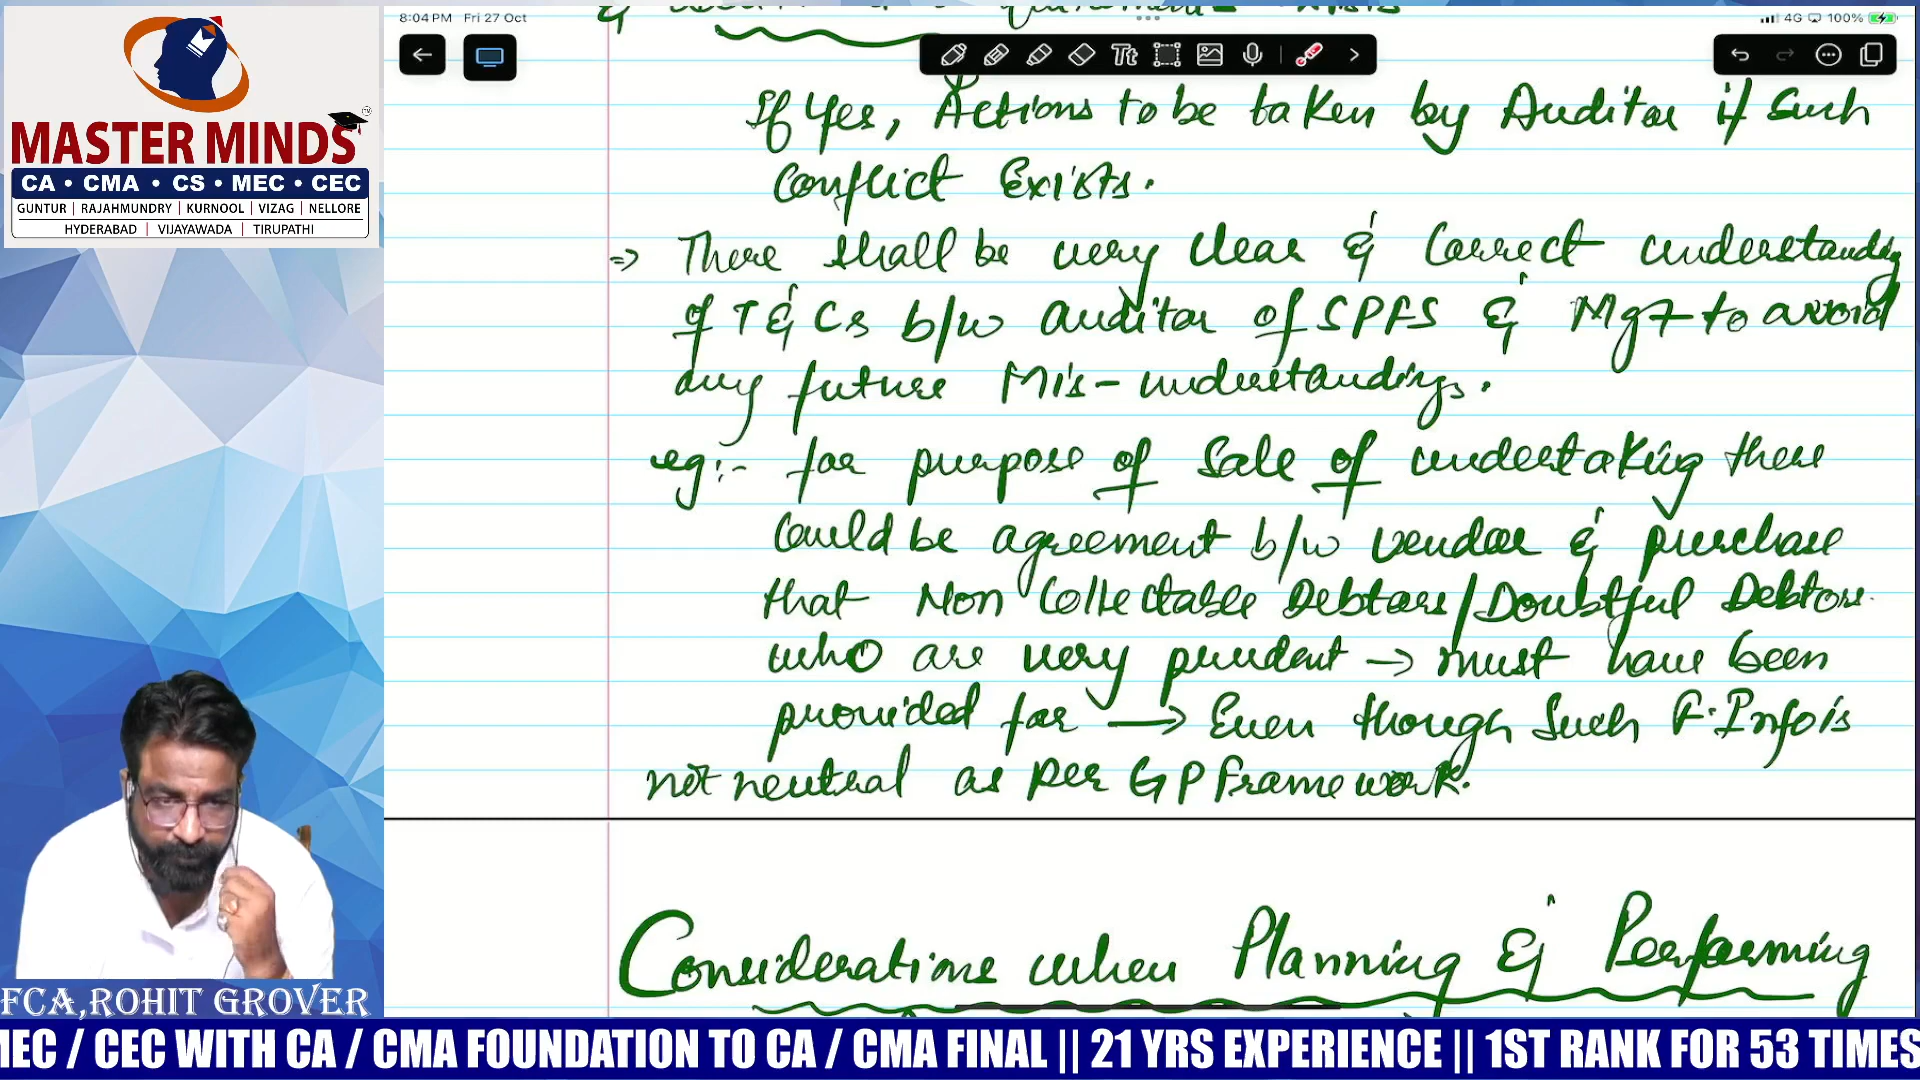 8:04 PM Fri 27 Oct
4G 100%
MASTER MINDS
CA • CMA • CS • MEC • CEC
GUNTUR | RAJAHMUNDRY | KURNOOL | VIZAG | NELLORE
HYDERABAD | VIJAYAWADA | TIRUPATHI
Tt
If Yes, Actions to be taken by Auditor if such
Conflict Exists.
=> There shall be very clear & Correct understanding
of T & Cs b/w auditor of SPFS & Mgt to avoid
any future Mis-understandings.
eg:- for purpose of Sale of undertaking there
could be agreement b/w vendor & purchase
that Non Collectable Debtors/Doubtful Debtors
who are very prudent → must have been
provided for → Even though Such F. Info is
not neutral as per GP Framework.
Considerations when Planning & Performing
FCA,ROHIT GROVER
MEC / CEC WITH CA / CMA FOUNDATION TO CA / CMA FINAL || 21 YRS EXPERIENCE || 1ST RANK FOR 53 TIMES